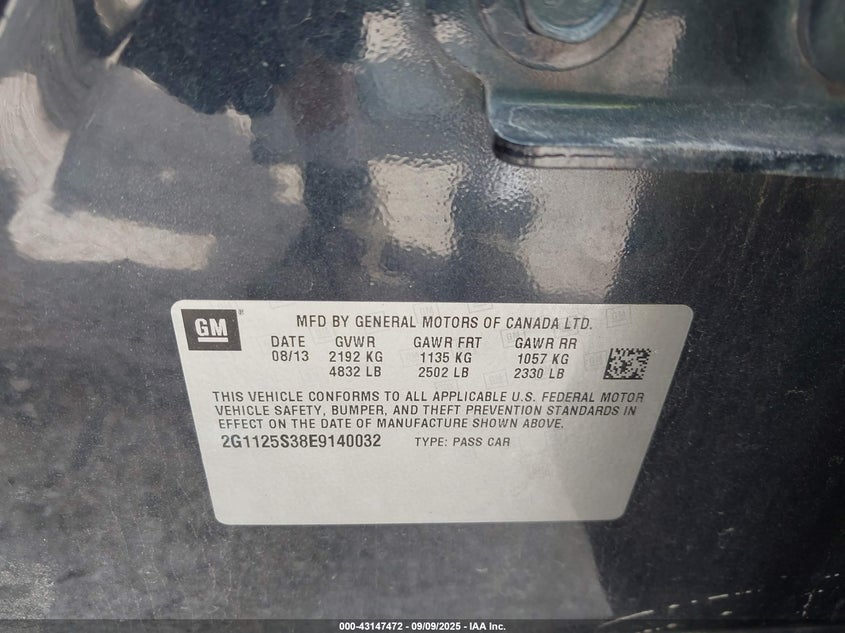 GM
MFD BY GENERAL MOTORS OF CANADA LTD.
DATE GVWR GAWR FRT GAWR RR
08/13 2192 KG 1135 KG 1057 KG
4832 LB 2502 LB 2330 LB
THIS VEHICLE CONFORMS TO ALL APPLICABLE U.S. FEDERAL MOTOR
VEHICLE SAFETY, BUMPER, AND THEFT PREVENTION STANDARDS IN
EFFECT ON THE DATE OF MANUFACTURE SHOWN ABOVE.
2G1125S38E9140032 TYPE: PASS CAR
000-43147472 - 09/09/2025 - IAA Inc.